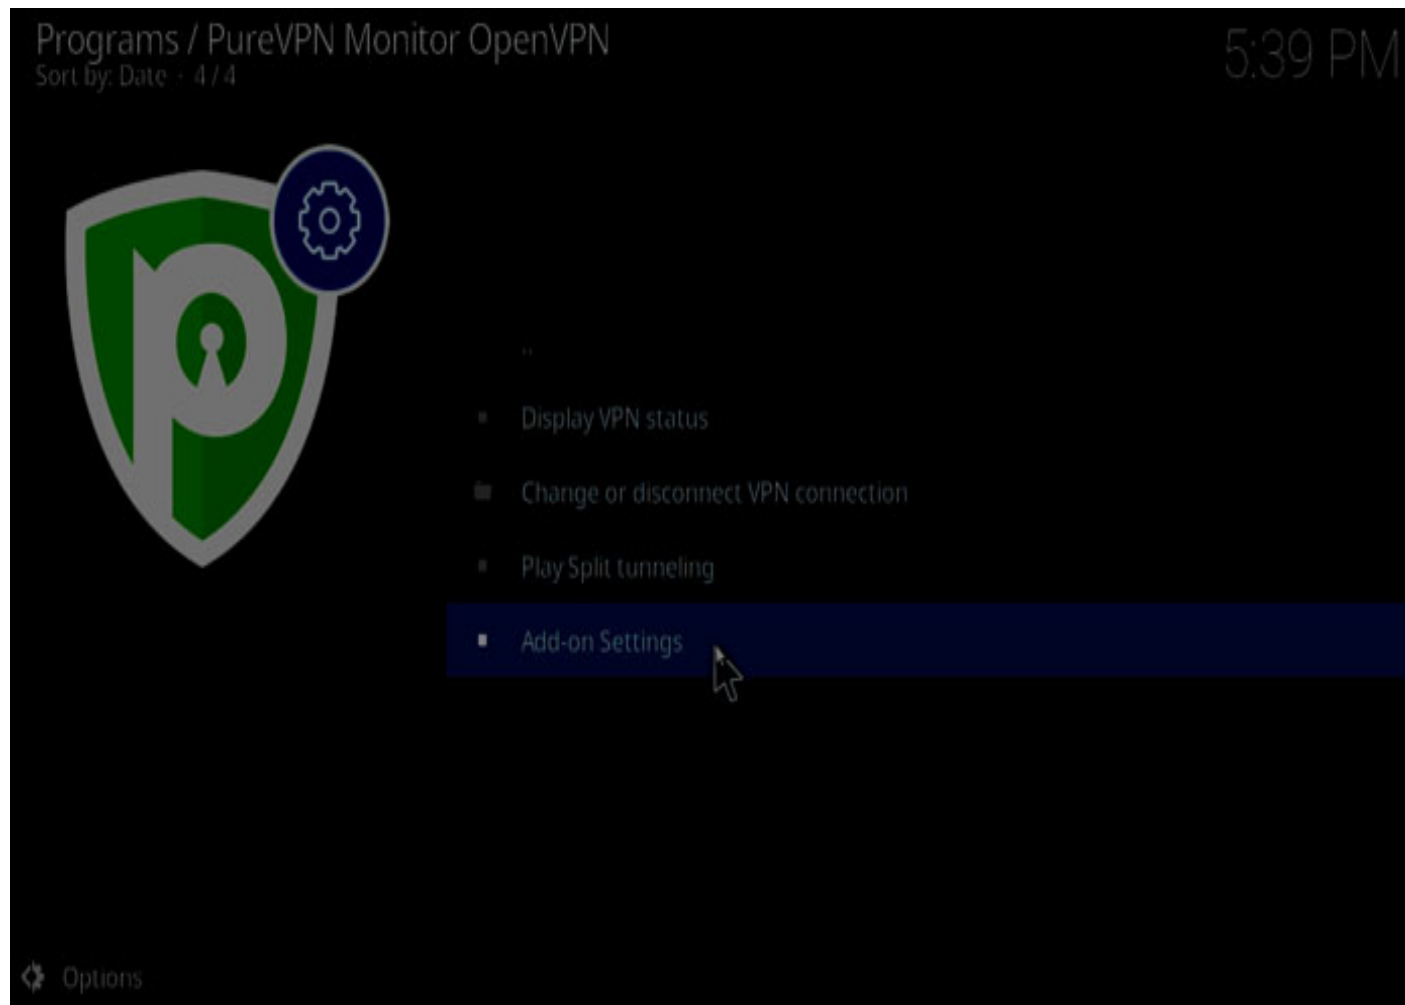 Programs / PureVPN Monitor OpenVPN
5:39 PM
Sort by: Date · 4 / 4
..
Display VPN status
Change or disconnect VPN connection
Play Split tunneling
Add-on Settings
Options